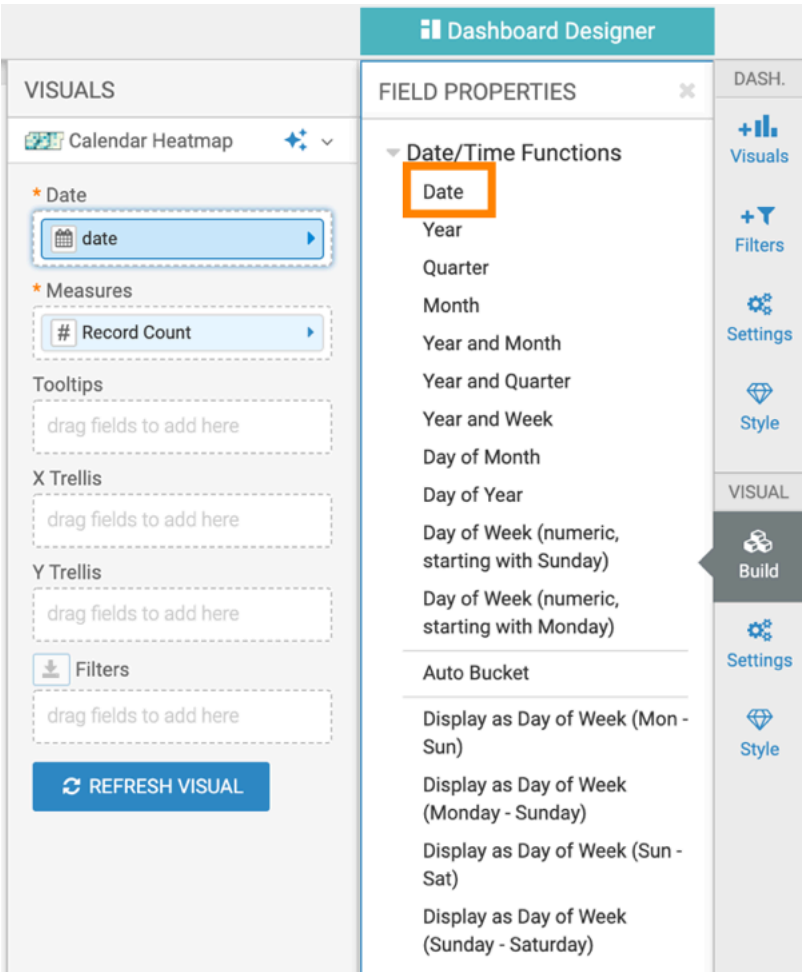 Dashboard Designer
VISUALS
Calendar Heatmap
* Date
date
* Measures
# Record Count
Tooltips
drag fields to add here
X Trellis
drag fields to add here
Y Trellis
drag fields to add here
Filters
drag fields to add here
REFRESH VISUAL
FIELD PROPERTIES
Date/Time Functions
Date
Year
Quarter
Month
Year and Month
Year and Quarter
Year and Week
Day of Month
Day of Year
Day of Week (numeric,
starting with Sunday)
Day of Week (numeric,
starting with Monday)
Auto Bucket
Display as Day of Week (Mon -
Sun)
Display as Day of Week
(Monday - Sunday)
Display as Day of Week (Sun -
Sat)
Display as Day of Week
(Sunday - Saturday)
DASH.
Visuals
Filters
Settings
Style
VISUAL
Build
Settings
Style